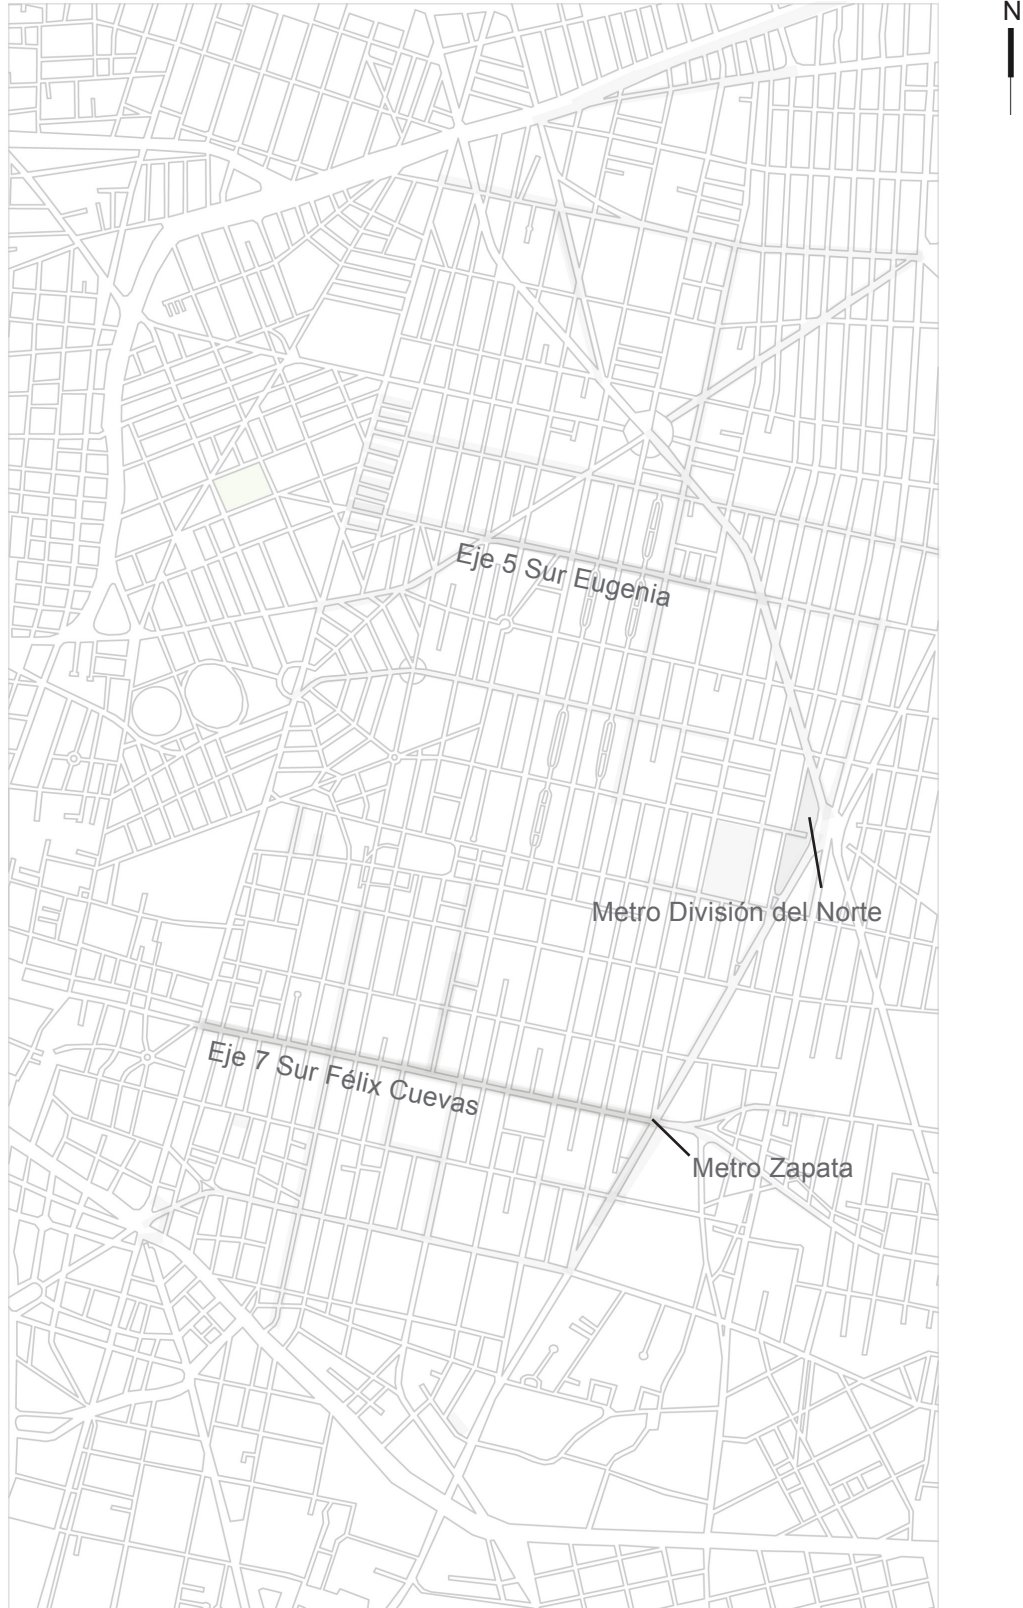 N
Eje 5 Sur Eugenia
Metro División del Norte
Eje 7 Sur Félix Cuevas
Metro Zapata